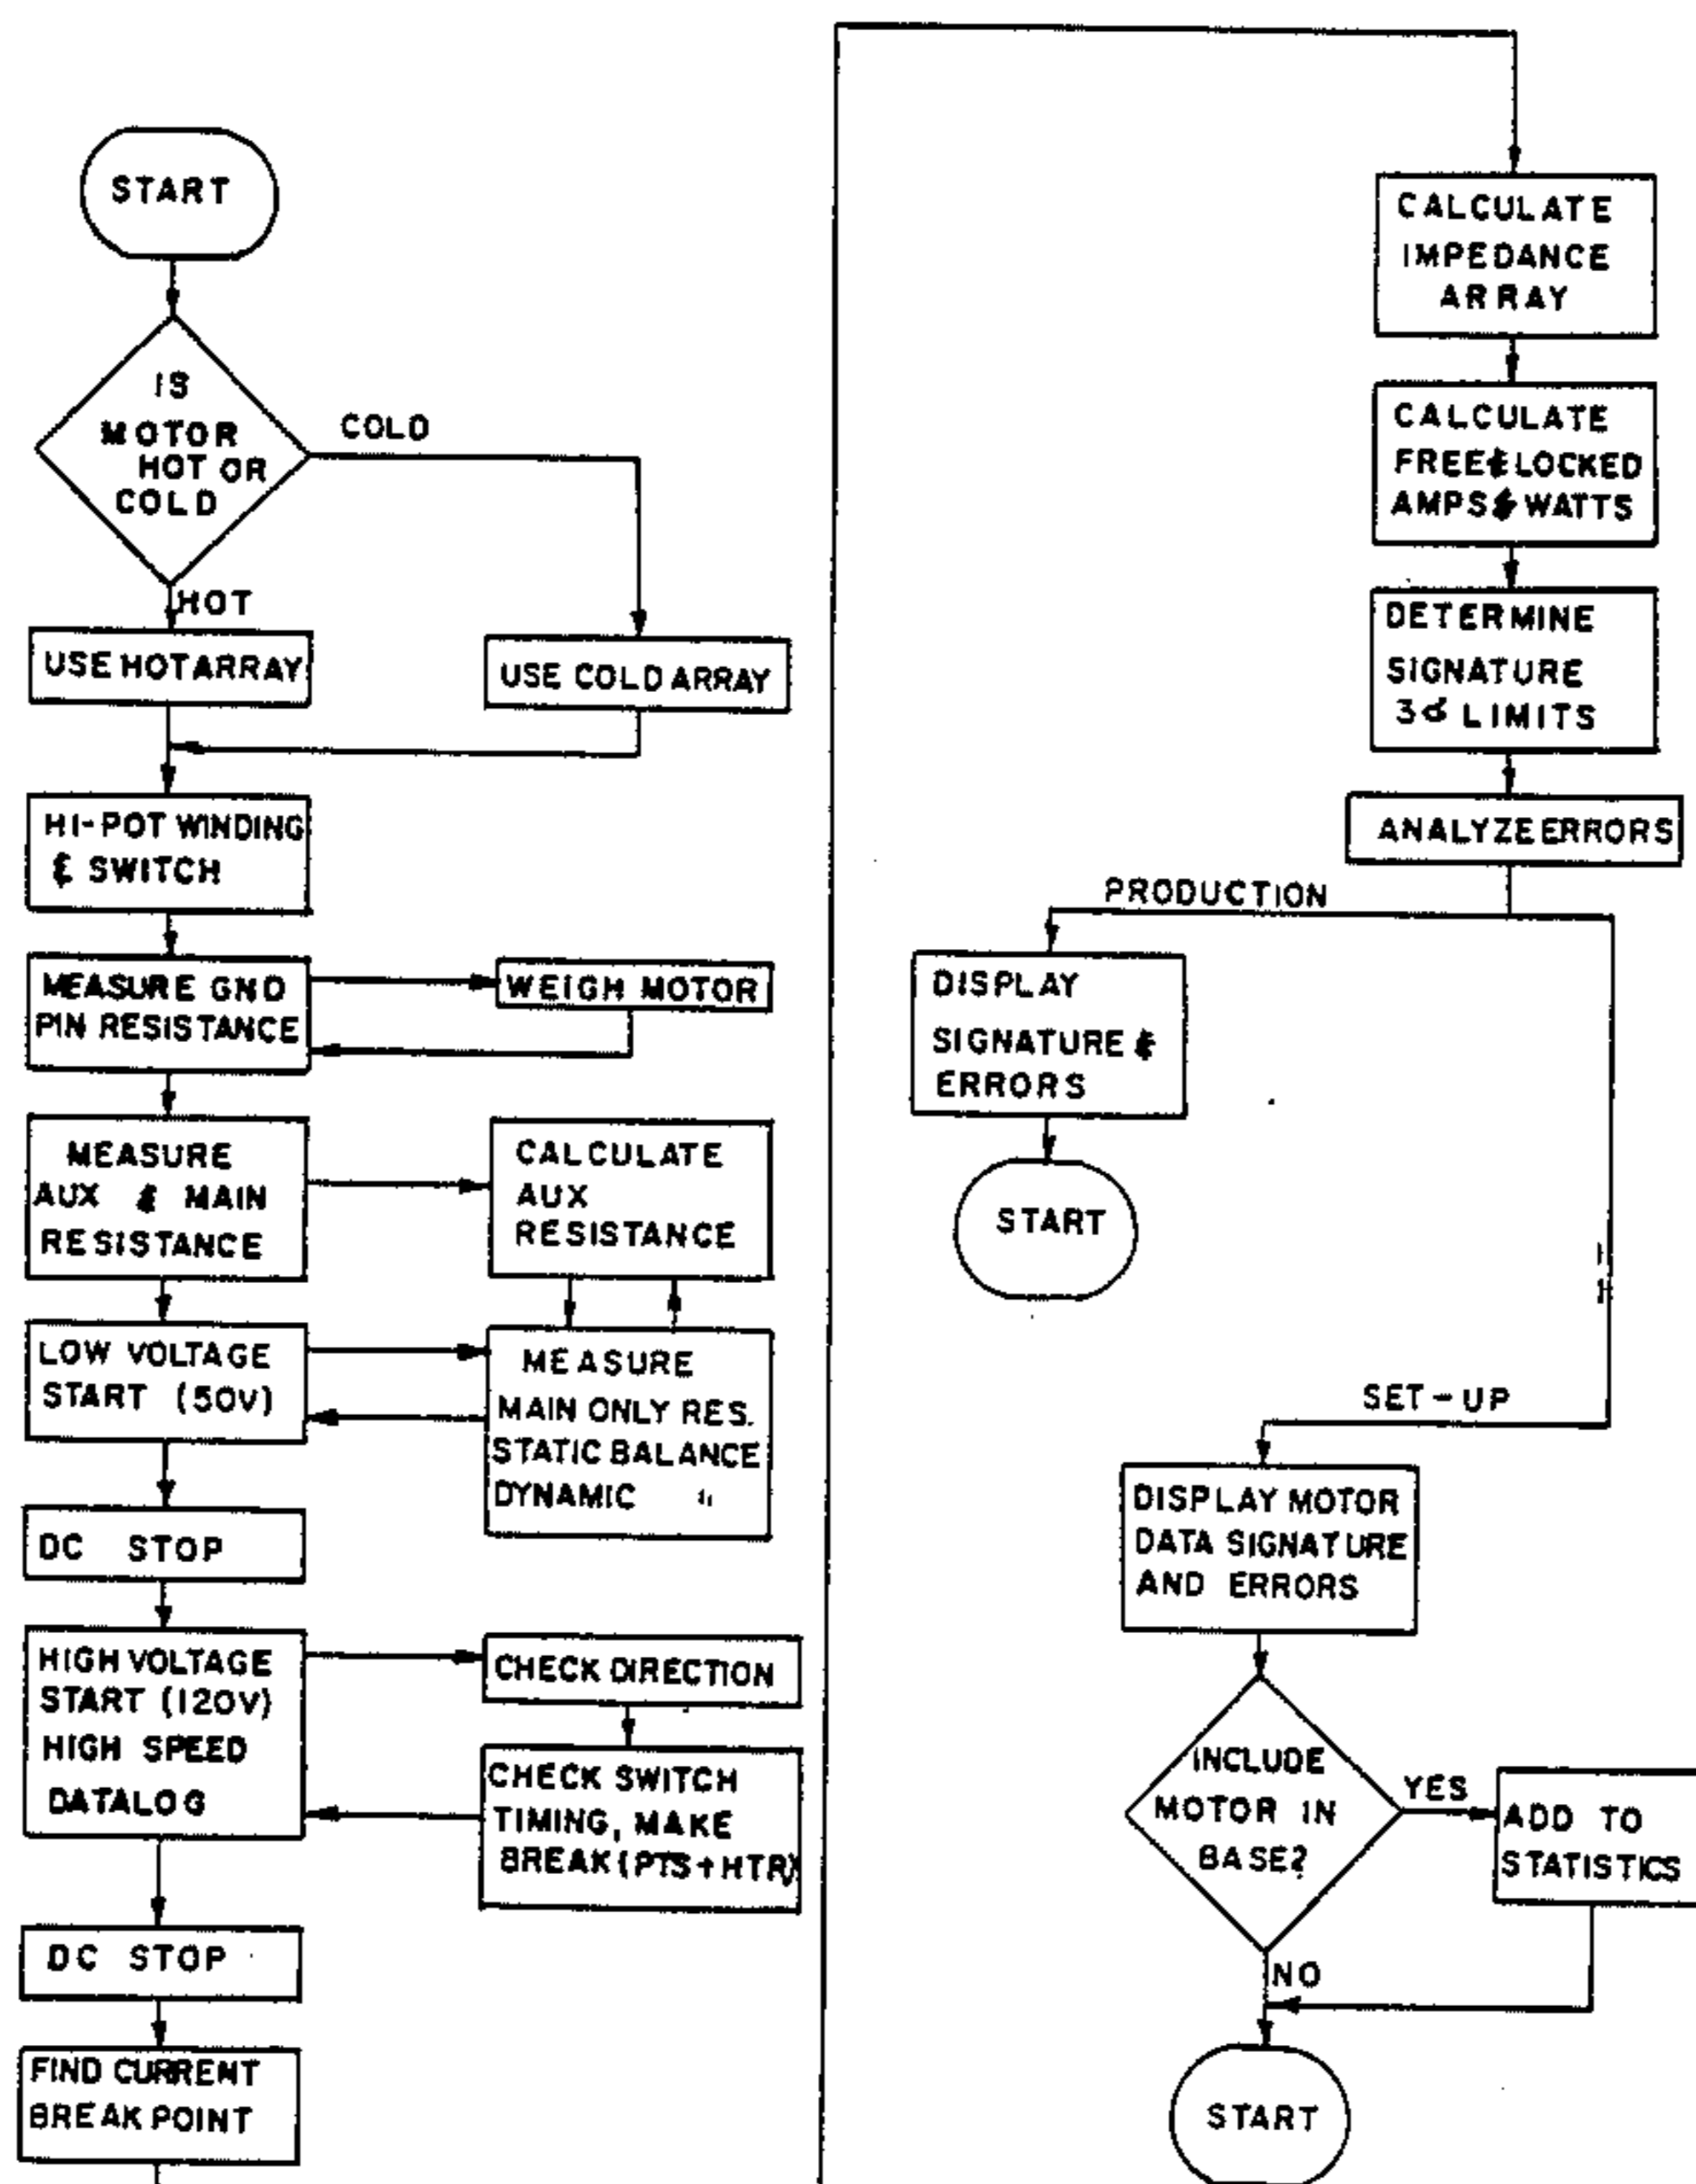 START
IS
MOTOR
HOT OR
COLD
COLD
HOT
USE HOT ARRAY
USE COLD ARRAY
HI-POT WINDING
& SWITCH
MEASURE GND
PIN RESISTANCE
WEIGH MOTOR
MEASURE
AUX & MAIN
RESISTANCE
CALCULATE
AUX
RESISTANCE
LOW VOLTAGE
START (50V)
MEASURE
MAIN ONLY RES.
STATIC BALANCE
DYNAMIC "
DC STOP
HIGH VOLTAGE
START (120V)
HIGH SPEED
DATALOG
CHECK DIRECTION
CHECK SWITCH
TIMING, MAKE
BREAK (PTS+HTR)
DC STOP
FIND CURRENT
BREAK POINT
CALCULATE
IMPEDANCE
ARRAY
CALCULATE
FREE & LOCKED
AMPS & WATTS
DETERMINE
SIGNATURE
3σ LIMITS
ANALYZE ERRORS
PRODUCTION
DISPLAY
SIGNATURE &
ERRORS
START
SET-UP
DISPLAY MOTOR
DATA SIGNATURE
AND ERRORS
INCLUDE
MOTOR IN
BASE?
YES
ADD TO
STATISTICS
NO
START